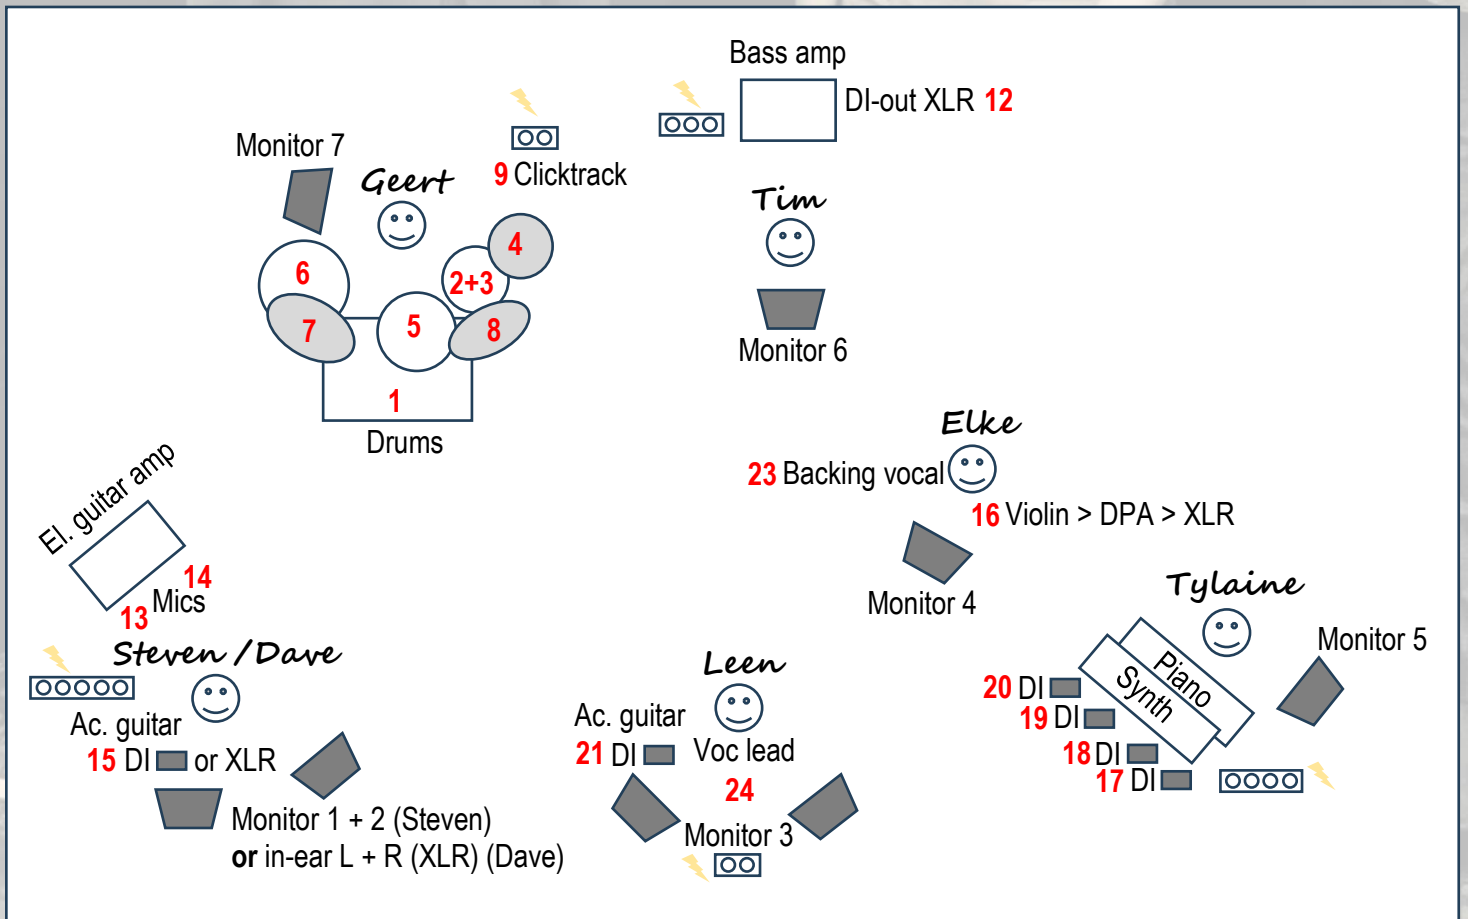 Bass amp
DI-out XLR 12
Monitor 7
Geert
9 Clicktrack
Tim
4
6
2+3
7
5
8
1
Drums
Monitor 6
Elke
23 Backing vocal
16 Violin > DPA > XLR
Monitor 4
El. guitar amp
14
13 Mics
Steven / Dave
Ac. guitar
15 DI or XLR
Monitor 1 + 2 (Steven)
or in-ear L + R (XLR) (Dave)
Leen
Ac. guitar
21 DI
Voc lead
24
Monitor 3
Tylaine
Monitor 5
Piano
Synth
20 DI
19 DI
18 DI
17 DI